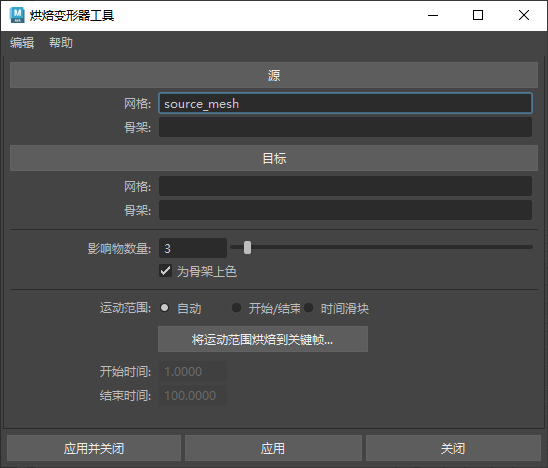 烘焙变形器工具
编辑 帮助
源
网格: source_mesh
骨架:
目标
网格:
骨架:
影响物数量: 3
为骨架上色
运动范围: 自动 开始/结束 时间滑块
将运动范围烘焙到关键帧...
开始时间: 1.0000
结束时间: 100.0000
应用并关闭 应用 关闭